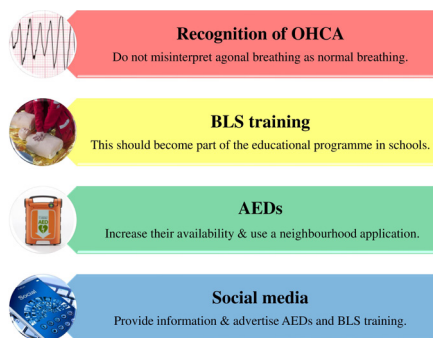 Recognition of OHCA
Do not misinterpret agonal breathing as normal breathing.
BLS training
This should become part of the educational programme in schools.
AED
AEDs
Increase their availability & use a neighbourhood application.
Social
Social media
Provide information & advertise AEDs and BLS training.